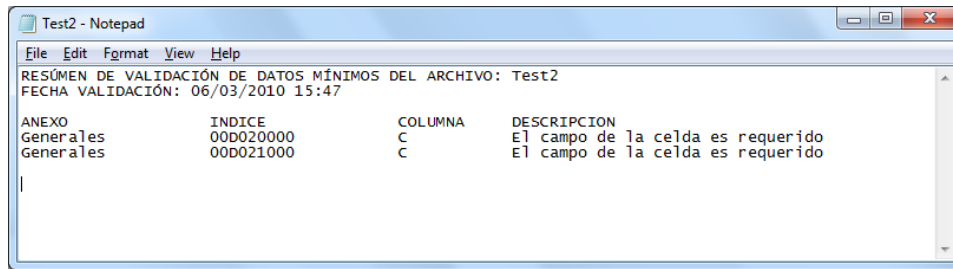 Test2 - Notepad
File Edit Format View Help
RESÚMEN DE VALIDACIÓN DE DATOS MÍNIMOS DEL ARCHIVO: Test2
FECHA VALIDACIÓN: 06/03/2010 15:47
ANEXO INDICE COLUMNA DESCRIPCION
Generales 00D020000 C El campo de la celda es requerido
Generales 00D021000 C El campo de la celda es requerido